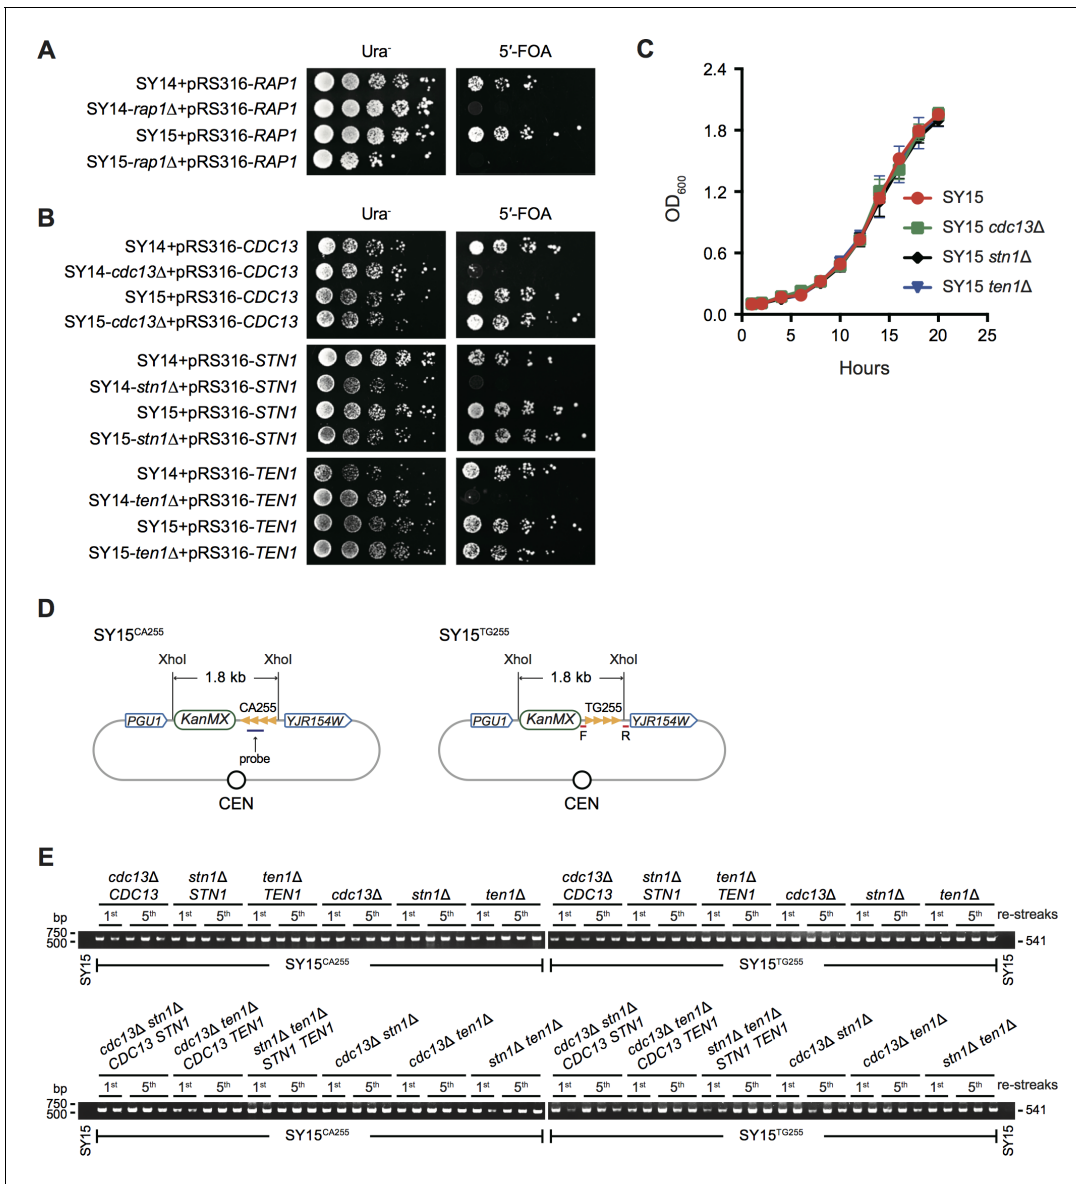 A
Ura-
5′-FOA
SY14+pRS316-RAP1
SY14-rap1Δ+pRS316-RAP1
SY15+pRS316-RAP1
SY15-rap1Δ+pRS316-RAP1
B
Ura-
5′-FOA
SY14+pRS316-CDC13
SY14-cdc13Δ+pRS316-CDC13
SY15+pRS316-CDC13
SY15-cdc13Δ+pRS316-CDC13
SY14+pRS316-STN1
SY14-stn1Δ+pRS316-STN1
SY15+pRS316-STN1
SY15-stn1Δ+pRS316-STN1
SY14+pRS316-TEN1
SY14-ten1Δ+pRS316-TEN1
SY15+pRS316-TEN1
SY15-ten1Δ+pRS316-TEN1
C
2.4
1.8
1.2
0.6
0.0
OD600
0 5 10 15 20 25
Hours
SY15
SY15 cdc13Δ
SY15 stn1Δ
SY15 ten1Δ
D
SY15CA255
XhoI XhoI
1.8 kb
PGU1 KanMX CA255 YJR154W
probe
CEN
SY15TG255
XhoI XhoI
1.8 kb
PGU1 KanMX TG255 YJR154W
F R
CEN
E
cdc13Δ stn1Δ ten1Δ cdc13Δ stn1Δ ten1Δ
CDC13 STN1 TEN1 cdc13Δ stn1Δ ten1Δ CDC13 STN1 TEN1 cdc13Δ stn1Δ ten1Δ
1st 5th 1st 5th 1st 5th 1st 5th 1st 5th 1st 5th 1st 5th 1st 5th 1st 5th 1st 5th 1st 5th 1st 5th re-streaks
bp
750
500
541
SY15 SY15CA255 SY15TG255 SY15
cdc13Δ stn1Δ
CDC13 STN1
cdc13Δ ten1Δ
CDC13 TEN1
stn1Δ ten1Δ
STN1 TEN1
cdc13Δ stn1Δ
cdc13Δ ten1Δ
stn1Δ ten1Δ
cdc13Δ stn1Δ
CDC13 STN1
cdc13Δ ten1Δ
CDC13 TEN1
stn1Δ ten1Δ
STN1 TEN1
cdc13Δ stn1Δ
cdc13Δ ten1Δ
stn1Δ ten1Δ
1st 5th 1st 5th 1st 5th 1st 5th 1st 5th 1st 5th 1st 5th 1st 5th 1st 5th 1st 5th 1st 5th 1st 5th re-streaks
bp
750
500
541
SY15 SY15CA255 SY15TG255 SY15